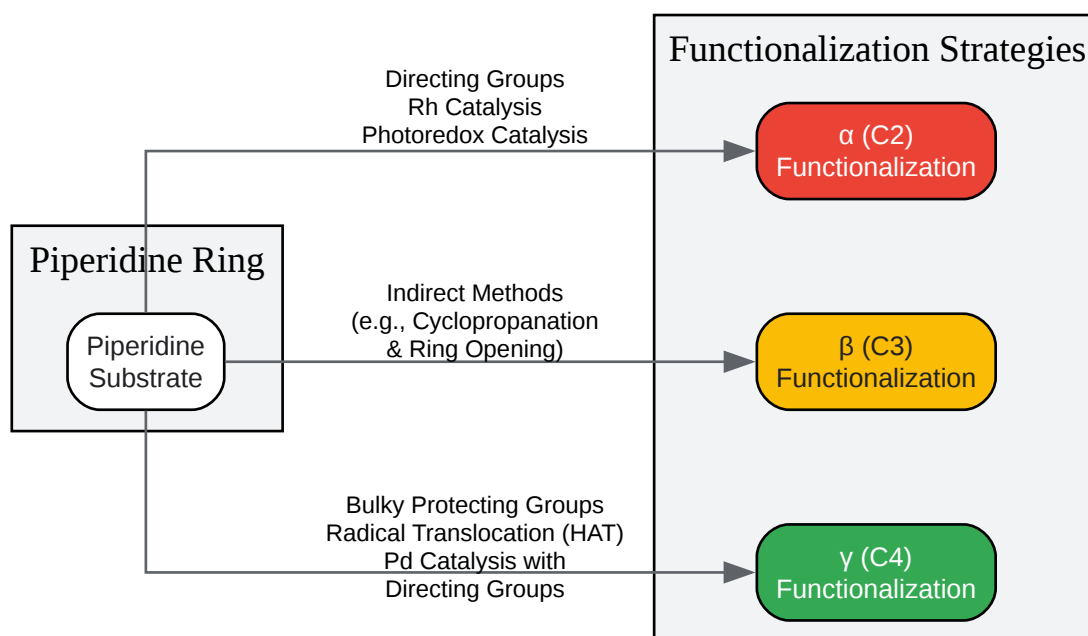 Functionalization Strategies
Directing Groups
Rh Catalysis
Photoredox Catalysis
α (C2)
Functionalization
Piperidine Ring
Piperidine
Substrate
Indirect Methods
(e.g., Cyclopropanation
& Ring Opening)
β (C3)
Functionalization
Bulky Protecting Groups
Radical Translocation (HAT)
Pd Catalysis with
Directing Groups
γ (C4)
Functionalization